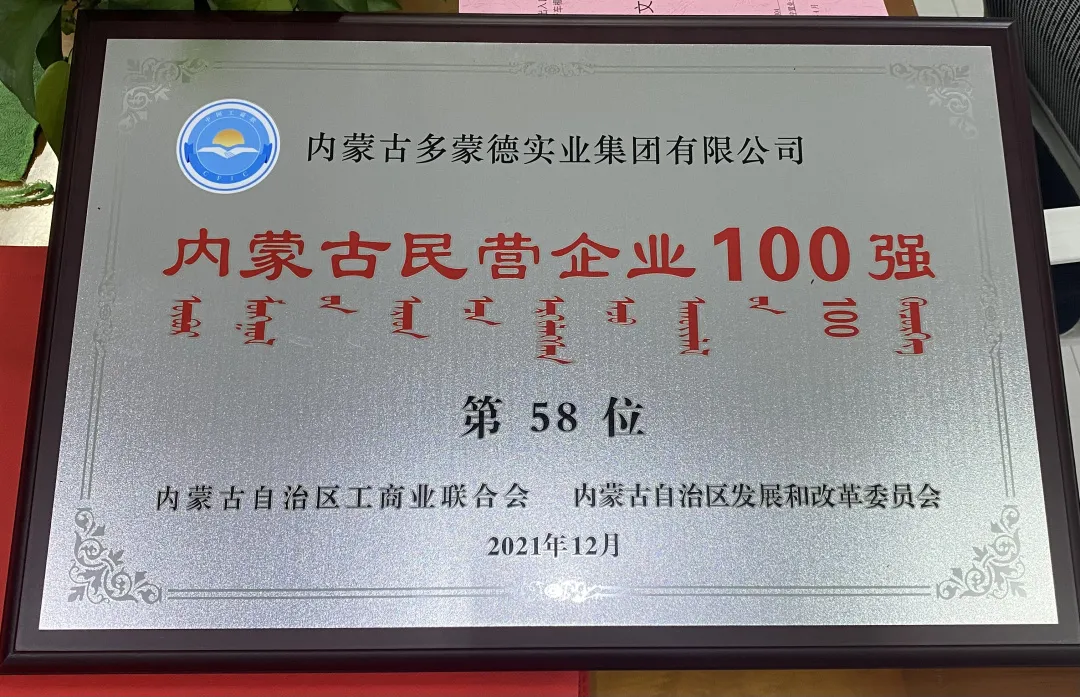 内蒙古多蒙德实业集团有限公司
内蒙古民营企业100强
100
第 58 位
内蒙古自治区工商业联合会 内蒙古自治区发展和改革委员会
2021年12月
文